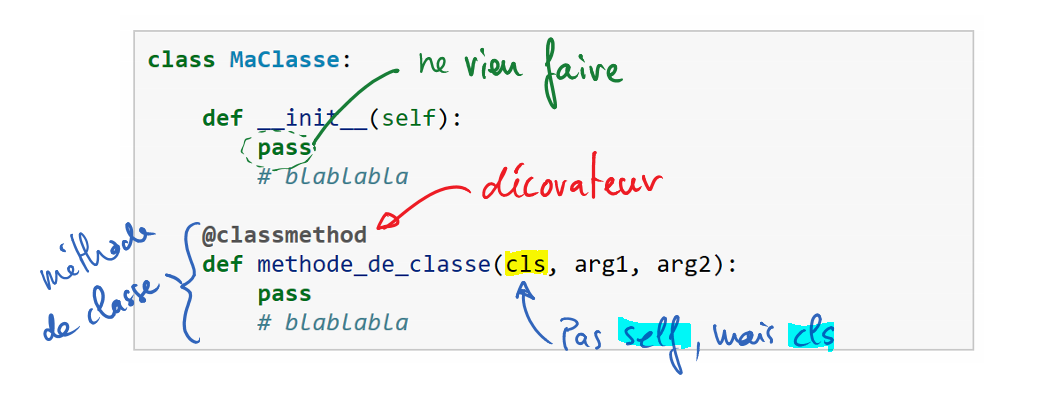 class MaClasse:
ne rien faire
def __init__(self):
pass
# blablabla
décorateur
@classmethod
méthode
de classe
def methode_de_classe(cls, arg1, arg2):
pass
# blablabla
Pas self, mais cls